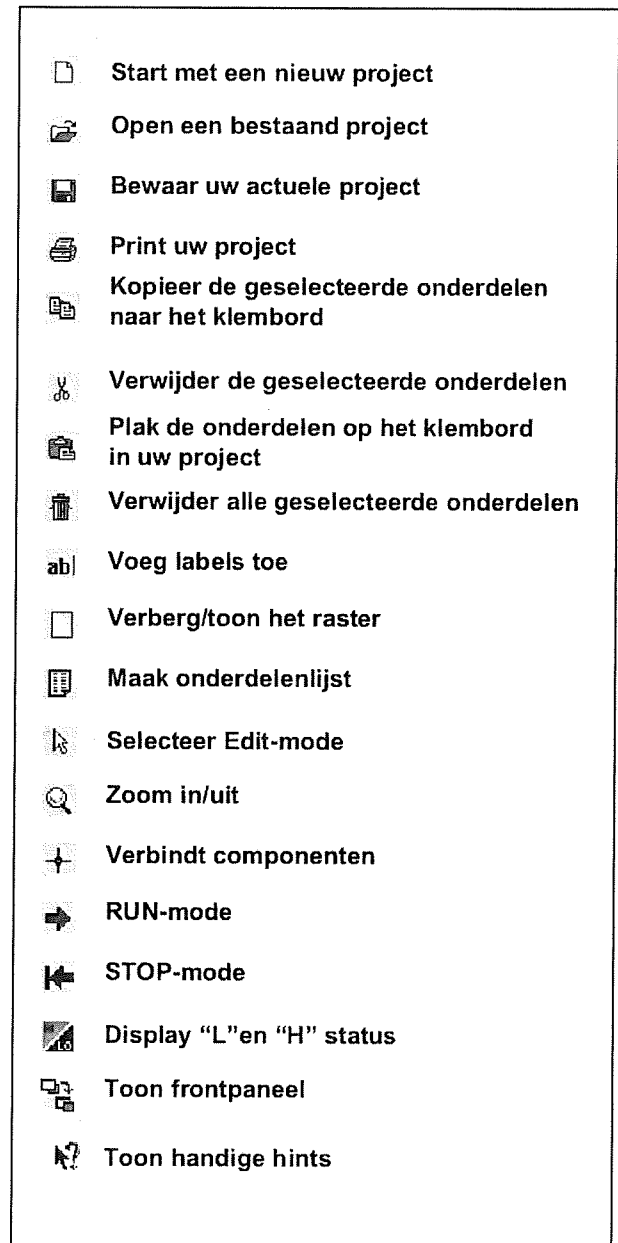 Start met een nieuw project
Open een bestaand project
Bewaar uw actuele project
Print uw project
Kopieer de geselecteerde onderdelen
naar het klembord
Verwijder de geselecteerde onderdelen
Plak de onderdelen op het klembord
in uw project
Verwijder alle geselecteerde onderdelen
ab| Voeg labels toe
Verberg/toon het raster
Maak onderdelenlijst
Selecteer Edit-mode
Zoom in/uit
Verbindt componenten
RUN-mode
STOP-mode
Display “L”en “H” status
Toon frontpaneel
Toon handige hints